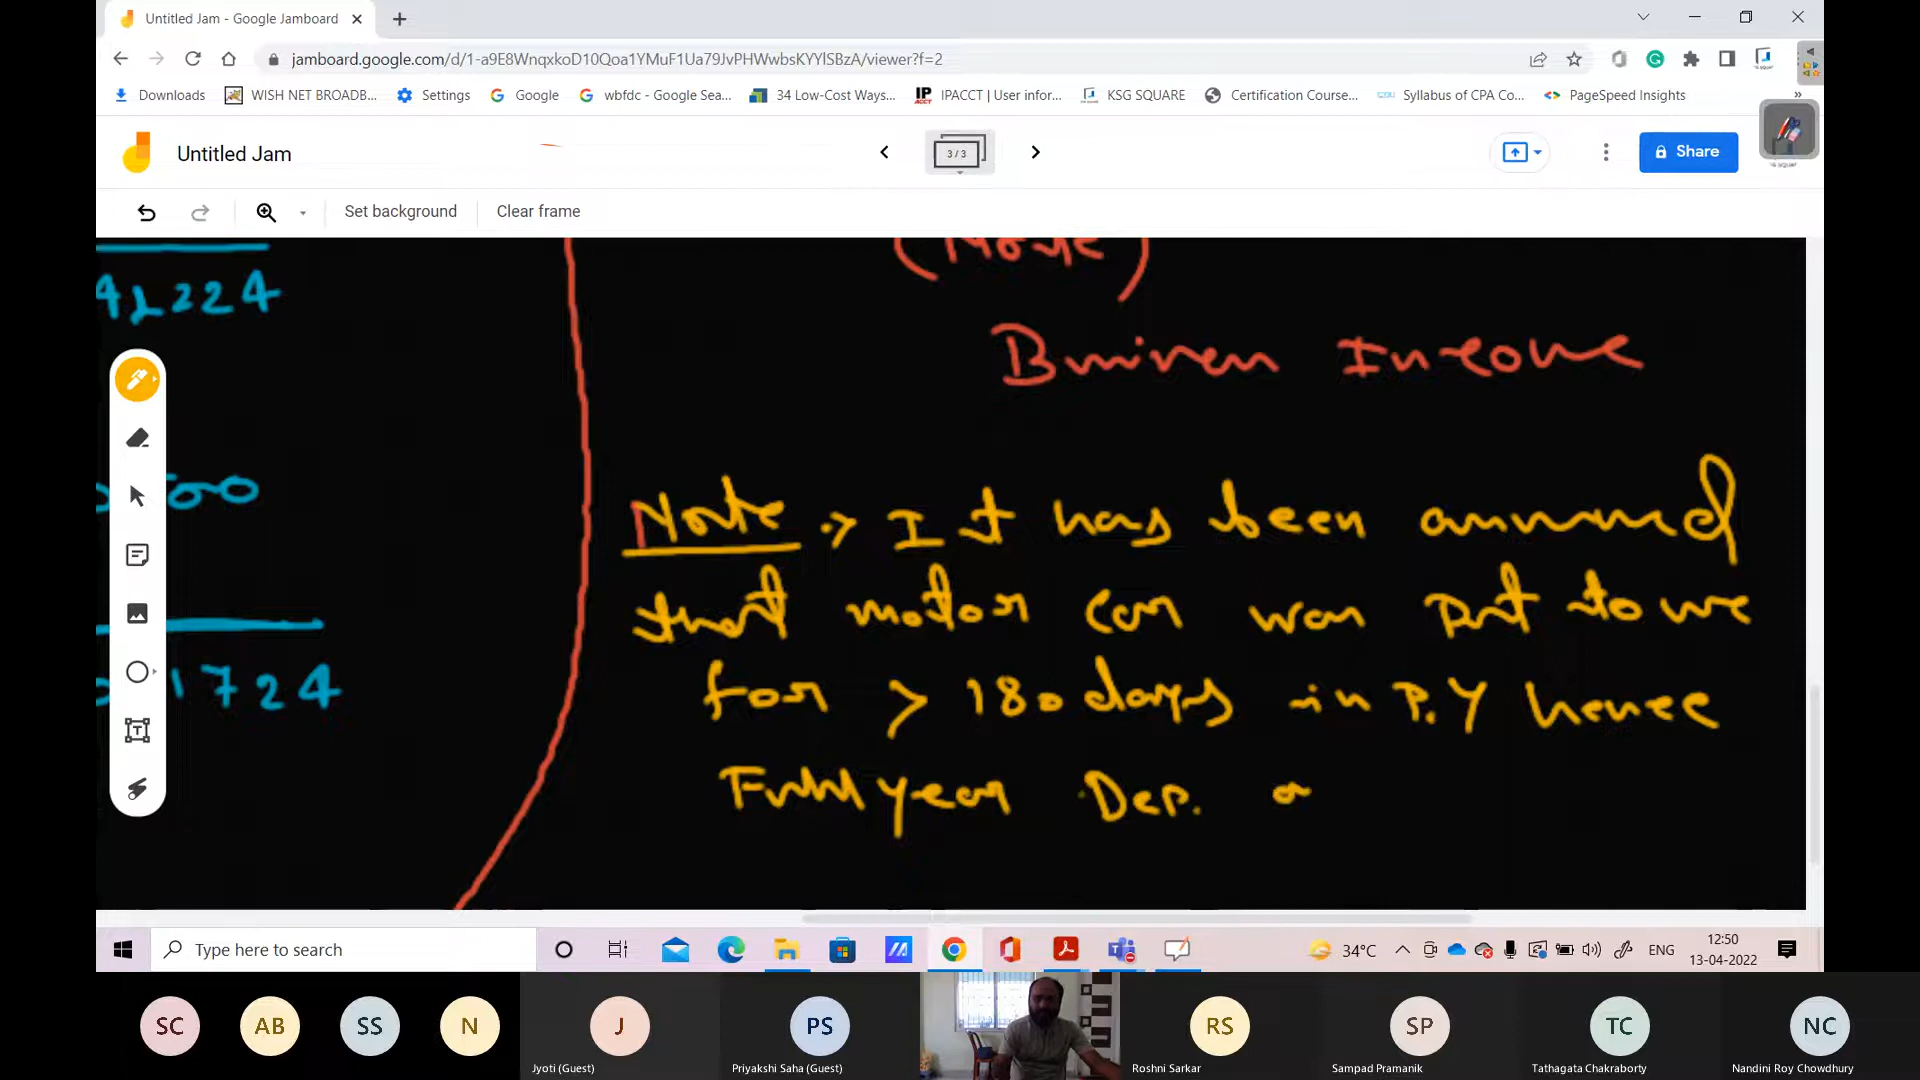 Untitled Jam - Google Jamboard
jamboard.google.com/d/1-a9E8WnqxkoD10Qoa1YMuF1Ua79JvPHWwbsKYYlSBzA/viewer?f=2
Downloads WISH NET BROADB... Settings Google wbfdc - Google Sea... 34 Low-Cost Ways... IPACCT | User infor... KSG SQUARE Certification Course... Syllabus of CPA Co... PageSpeed Insights »
Untitled Jam
3 / 3
Share
Set background Clear frame
Business Income
500
1724
Note :> It has been assumed
that motor car was put to use
for > 180 days in P.Y hence
Full year Dep. a
Type here to search
34°C
ENG
12:50
13-04-2022
SC AB SS N J PS RS SP TC NC
Jyoti (Guest) Priyakshi Saha (Guest) Roshni Sarkar Sampad Pramanik Tathagata Chakraborty Nandini Roy Chowdhury